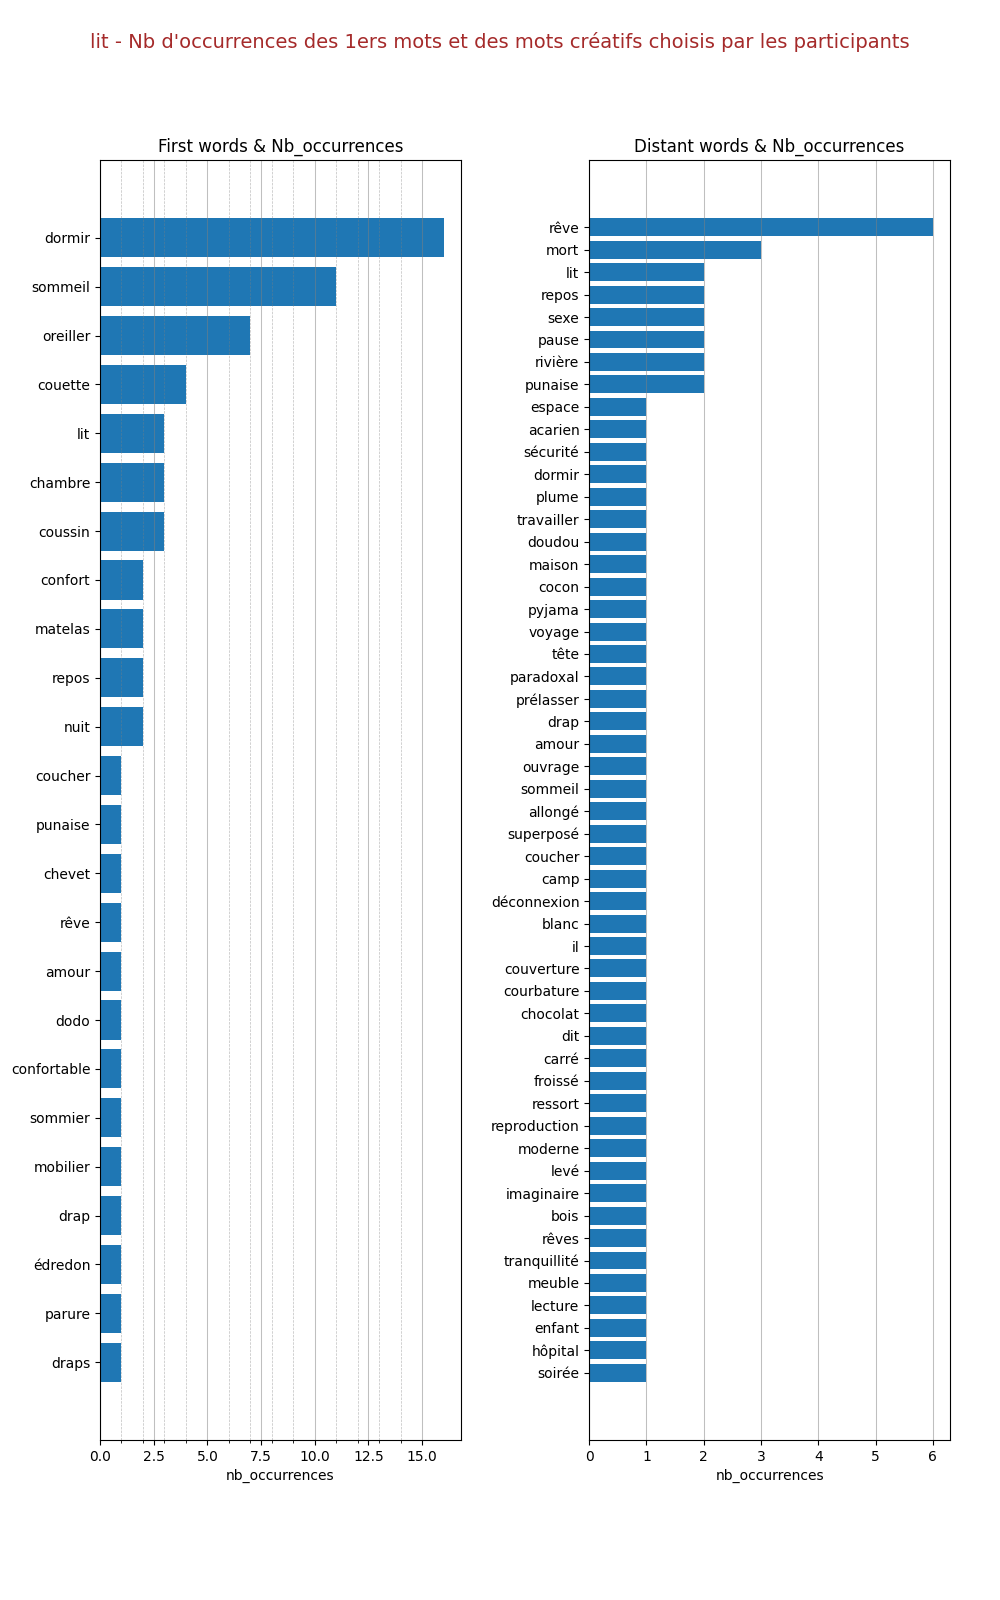 lit - Nb d'occurrences des 1ers mots et des mots créatifs choisis par les participants
First words & Nb_occurrences
dormir
sommeil
oreiller
couette
lit
chambre
coussin
confort
matelas
repos
nuit
coucher
punaise
chevet
rêve
amour
dodo
confortable
sommier
mobilier
drap
édredon
parure
draps
0.0 2.5 5.0 7.5 10.0 12.5 15.0
nb_occurrences
Distant words & Nb_occurrences
rêve
mort
lit
repos
sexe
pause
rivière
punaise
espace
acarien
sécurité
dormir
plume
travailler
doudou
maison
cocon
pyjama
voyage
tête
paradoxal
prélasser
drap
amour
ouvrage
sommeil
allongé
superposé
coucher
camp
déconnexion
blanc
il
couverture
courbature
chocolat
dit
carré
froissé
ressort
reproduction
moderne
levé
imaginaire
bois
rêves
tranquillité
meuble
lecture
enfant
hôpital
soirée
0 1 2 3 4 5 6
nb_occurrences